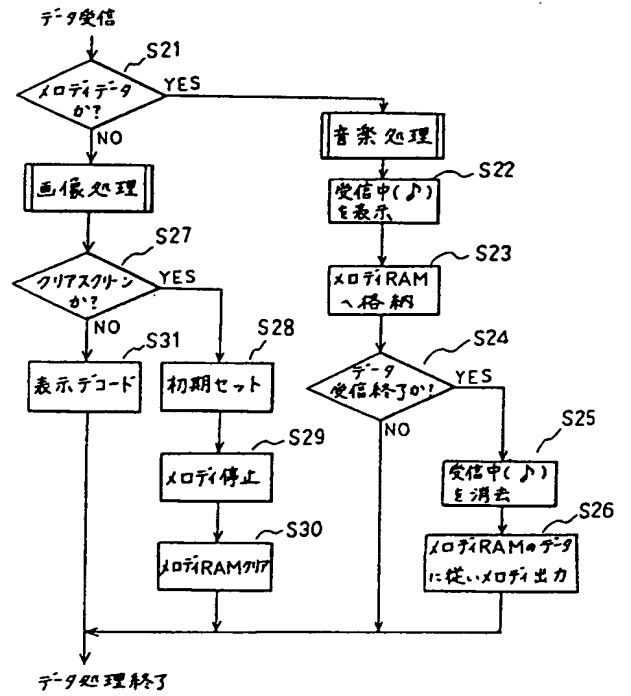 データ受信
S21
メロディデータ
か?
YES
NO
音楽処理
画像処理
S22
受信中(♪)
を表示
S27
クリアスクリーン
か?
YES
NO
S23
メロディRAM
へ格納
S31
表示デコード
S28
初期セット
S24
データ
受信終了か?
YES
NO
S29
メロディ停止
S25
受信中(♪)
を消去
S30
メロディRAMクリア
S26
メロディRAMのデータ
に従いメロディ出力
データ処理終了